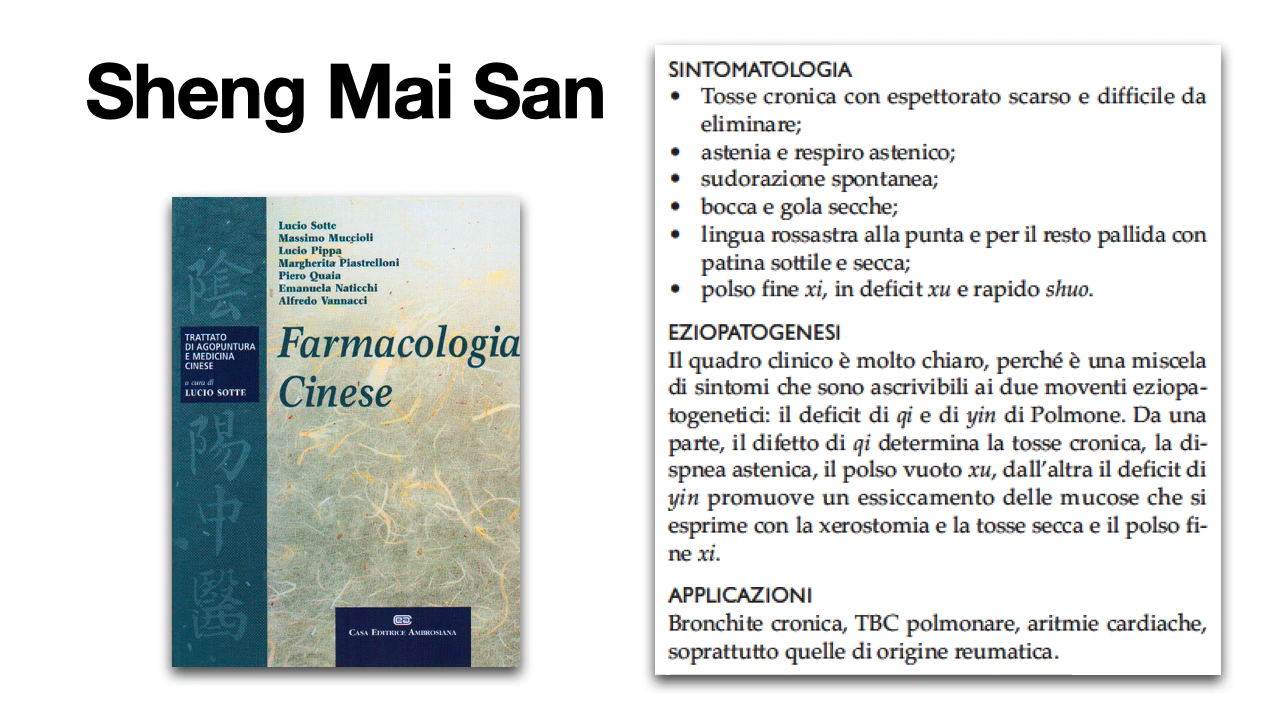 Sheng Mai San
Lucio Sotte
Massimo Muccioli
Lucio Pippa
Margherita Piastrelloni
Piero Quaia
Emanuela Naticchi
Alfredo Vannacci
TRATTATO
DI AGOPUNTURA
E MEDICINA
CINESE
a cura di
LUCIO SOTTE
Farmacologia
Cinese
陰
陽
中
醫
CASA EDITRICE AMBROSIANA
SINTOMATOLOGIA
• Tosse cronica con espettorato scarso e difficile da
eliminare;
• astenia e respiro astenico;
• sudorazione spontanea;
• bocca e gola secche;
• lingua rossastra alla punta e per il resto pallida con
patina sottile e secca;
• polso fine xi, in deficit xu e rapido shuo.
EZIOPATOGENESI
Il quadro clinico è molto chiaro, perché è una miscela
di sintomi che sono ascrivibili ai due moventi eziopa-
togenetici: il deficit di qi e di yin di Polmone. Da una
parte, il difetto di qi determina la tosse cronica, la di-
spnea astenica, il polso vuoto xu, dall'altra il deficit di
yin promuove un essiccamento delle mucose che si
esprime con la xerostomia e la tosse secca e il polso fi-
ne xi.
APPLICAZIONI
Bronchite cronica, TBC polmonare, aritmie cardiache,
soprattutto quelle di origine reumatica.